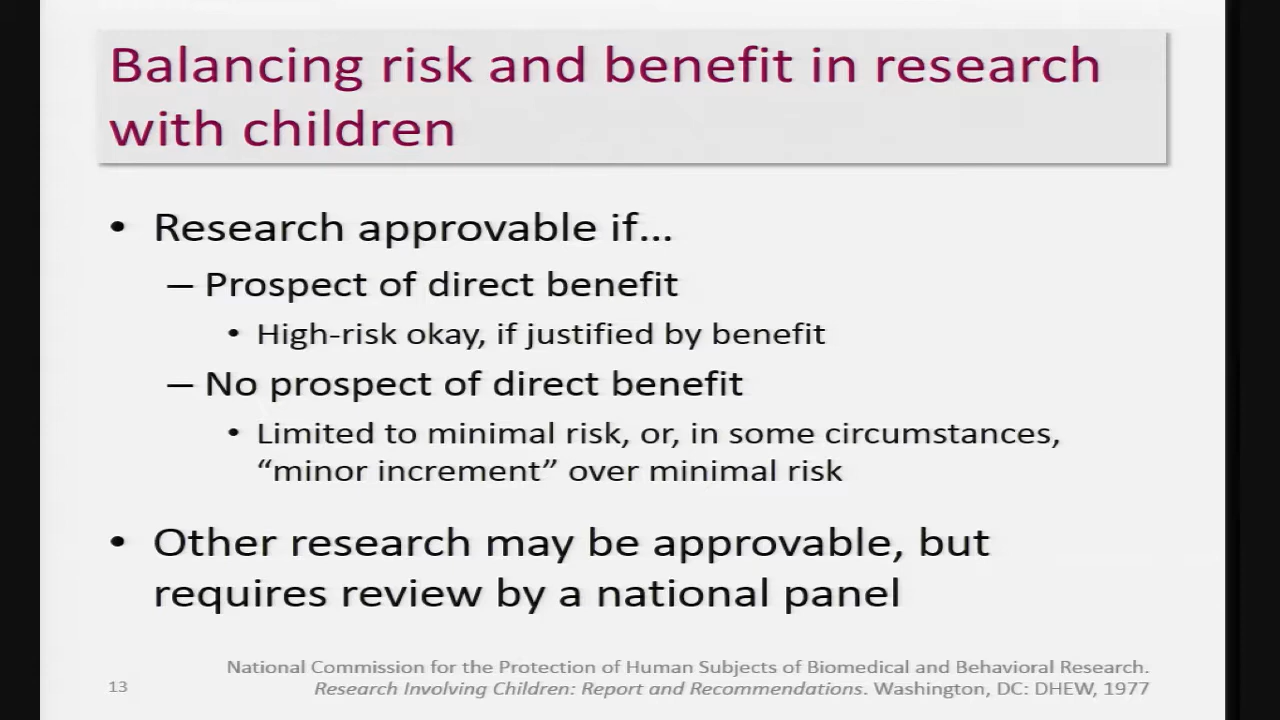 Balancing risk and benefit in research
with children
• Research approvable if...
– Prospect of direct benefit
• High-risk okay, if justified by benefit
– No prospect of direct benefit
• Limited to minimal risk, or, in some circumstances,
“minor increment” over minimal risk
• Other research may be approvable, but
requires review by a national panel
National Commission for the Protection of Human Subjects of Biomedical and Behavioral Research.
13 Research Involving Children: Report and Recommendations. Washington, DC: DHEW, 1977